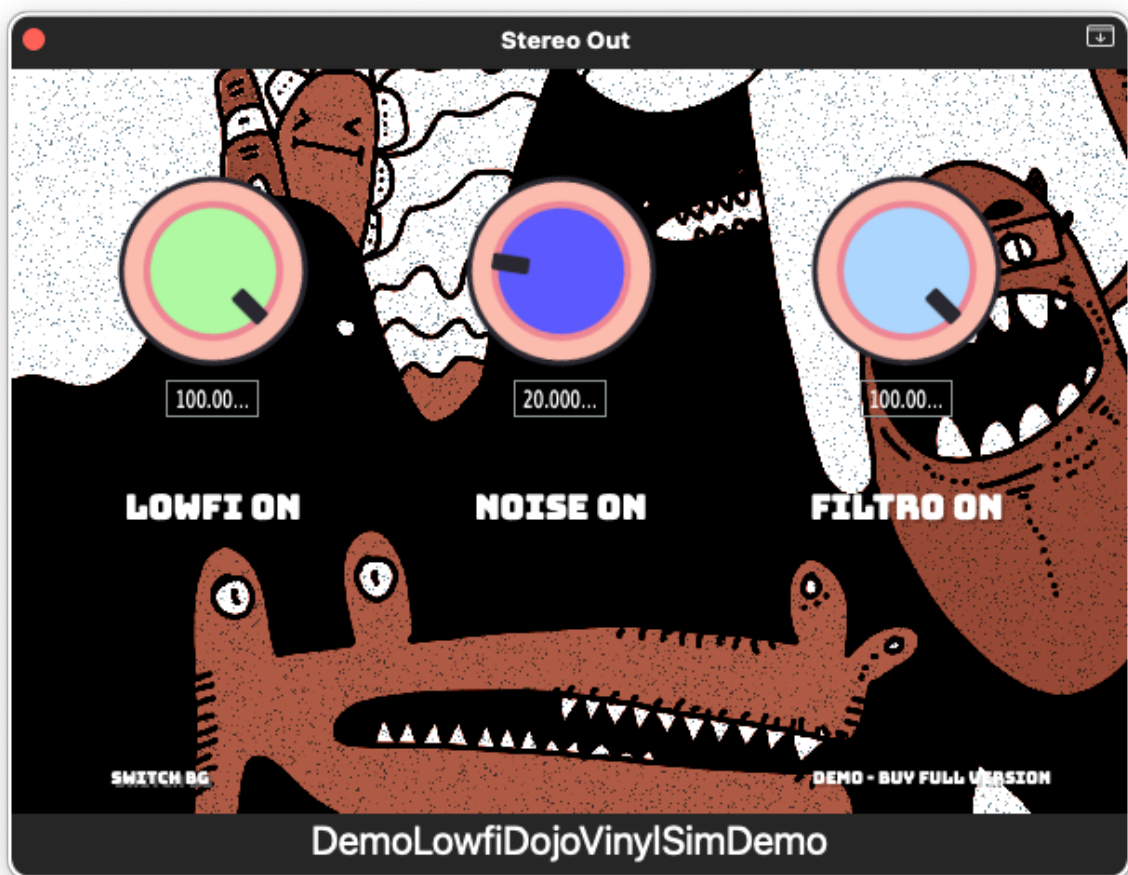 Stereo Out
100.00...
20.000...
100.00...
LOWFI ON
NOISE ON
FILTRO ON
SWITCH BG
DEMO - BUY FULL VERSION
DemoLowfiDojoVinylSimDemo